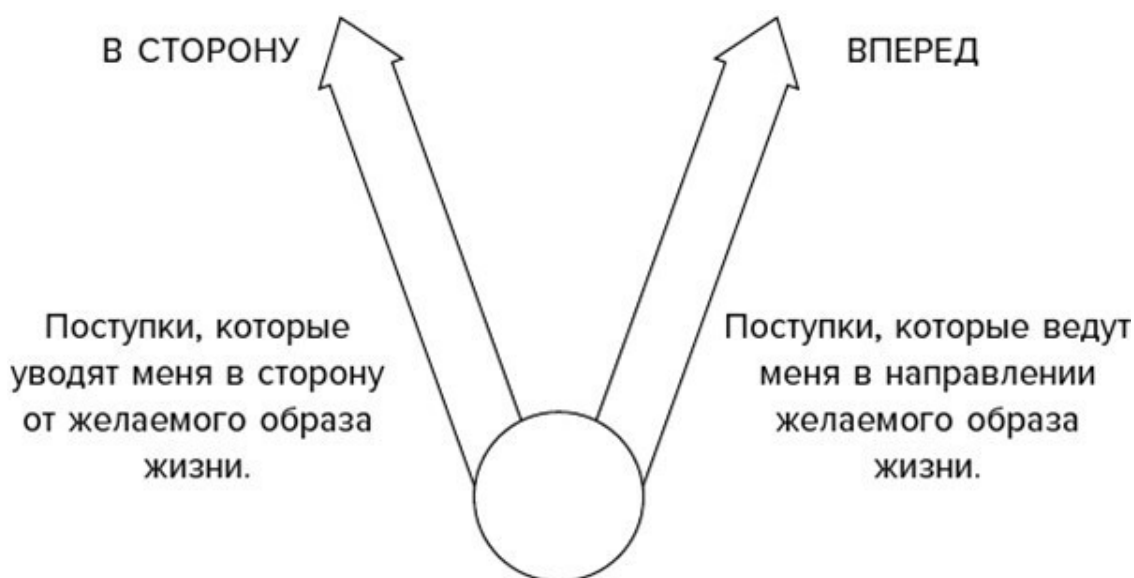 В СТОРОНУ
ВПЕРЕД
Поступки, которые
уводят меня в сторону
от желаемого образа
жизни.
Поступки, которые ведут
меня в направлении
желаемого образа
жизни.